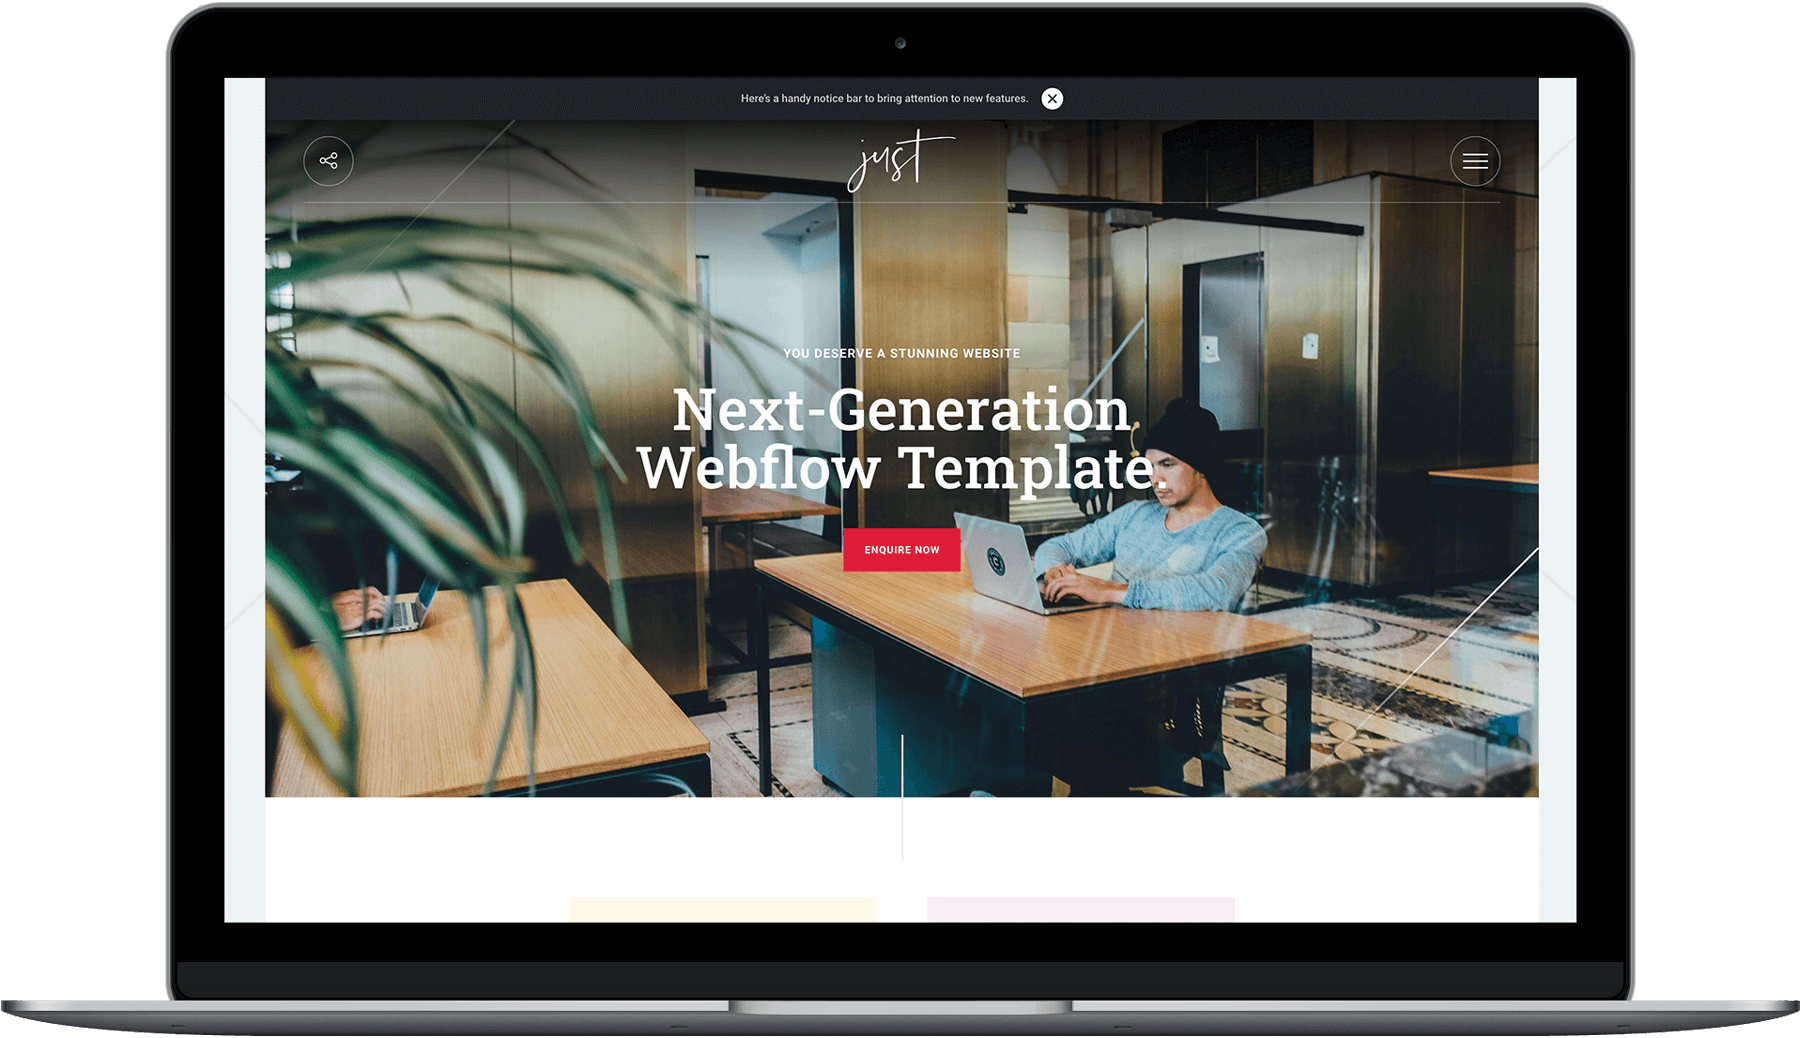 Here's a handy notice bar to bring attention to new features.
just
YOU DESERVE A STUNNING WEBSITE
Next-Generation
Webflow Template.
ENQUIRE NOW